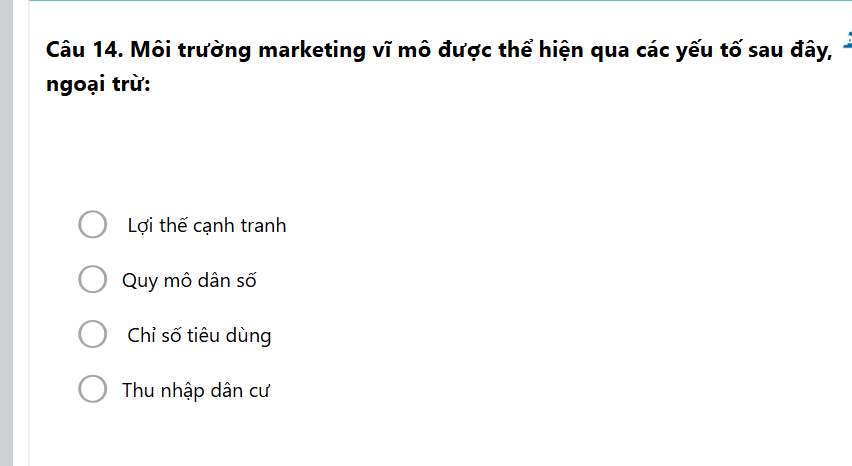 Câu 14. Môi trường marketing vĩ mô được thể hiện qua các yếu tố sau đây,
ngoại trừ:
Lợi thế cạnh tranh
Quy mô dân số
Chỉ số tiêu dùng
Thu nhập dân cư